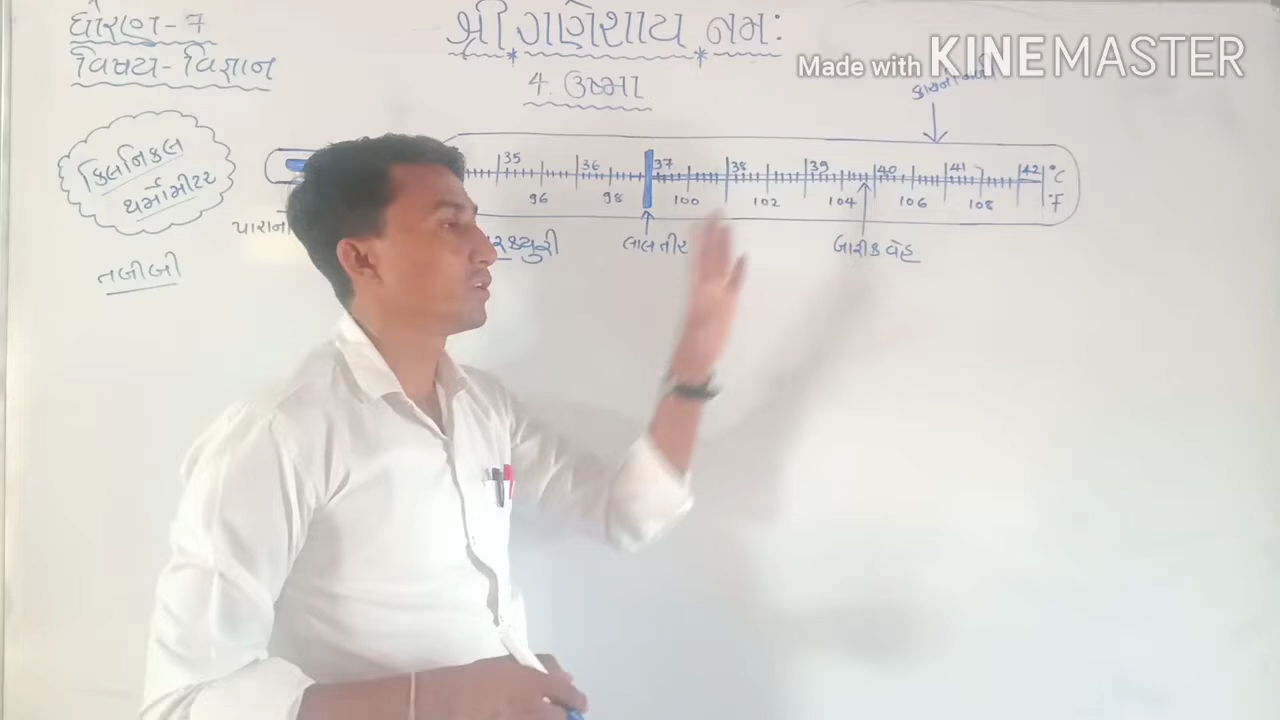 ધોરણ - 7
વિષય - વિજ્ઞાન
શ્રી ગણેશાય નમઃ
4. ઉષ્મા
Made with KINEMASTER
ક્લિનિકલ
થર્મોમીટર
તબીબી
35 36 37 38 39 40 41 42 °C
96 98 100 102 104 106 108 °F
પારાનો
લાલ તીર
બારીક વેહ